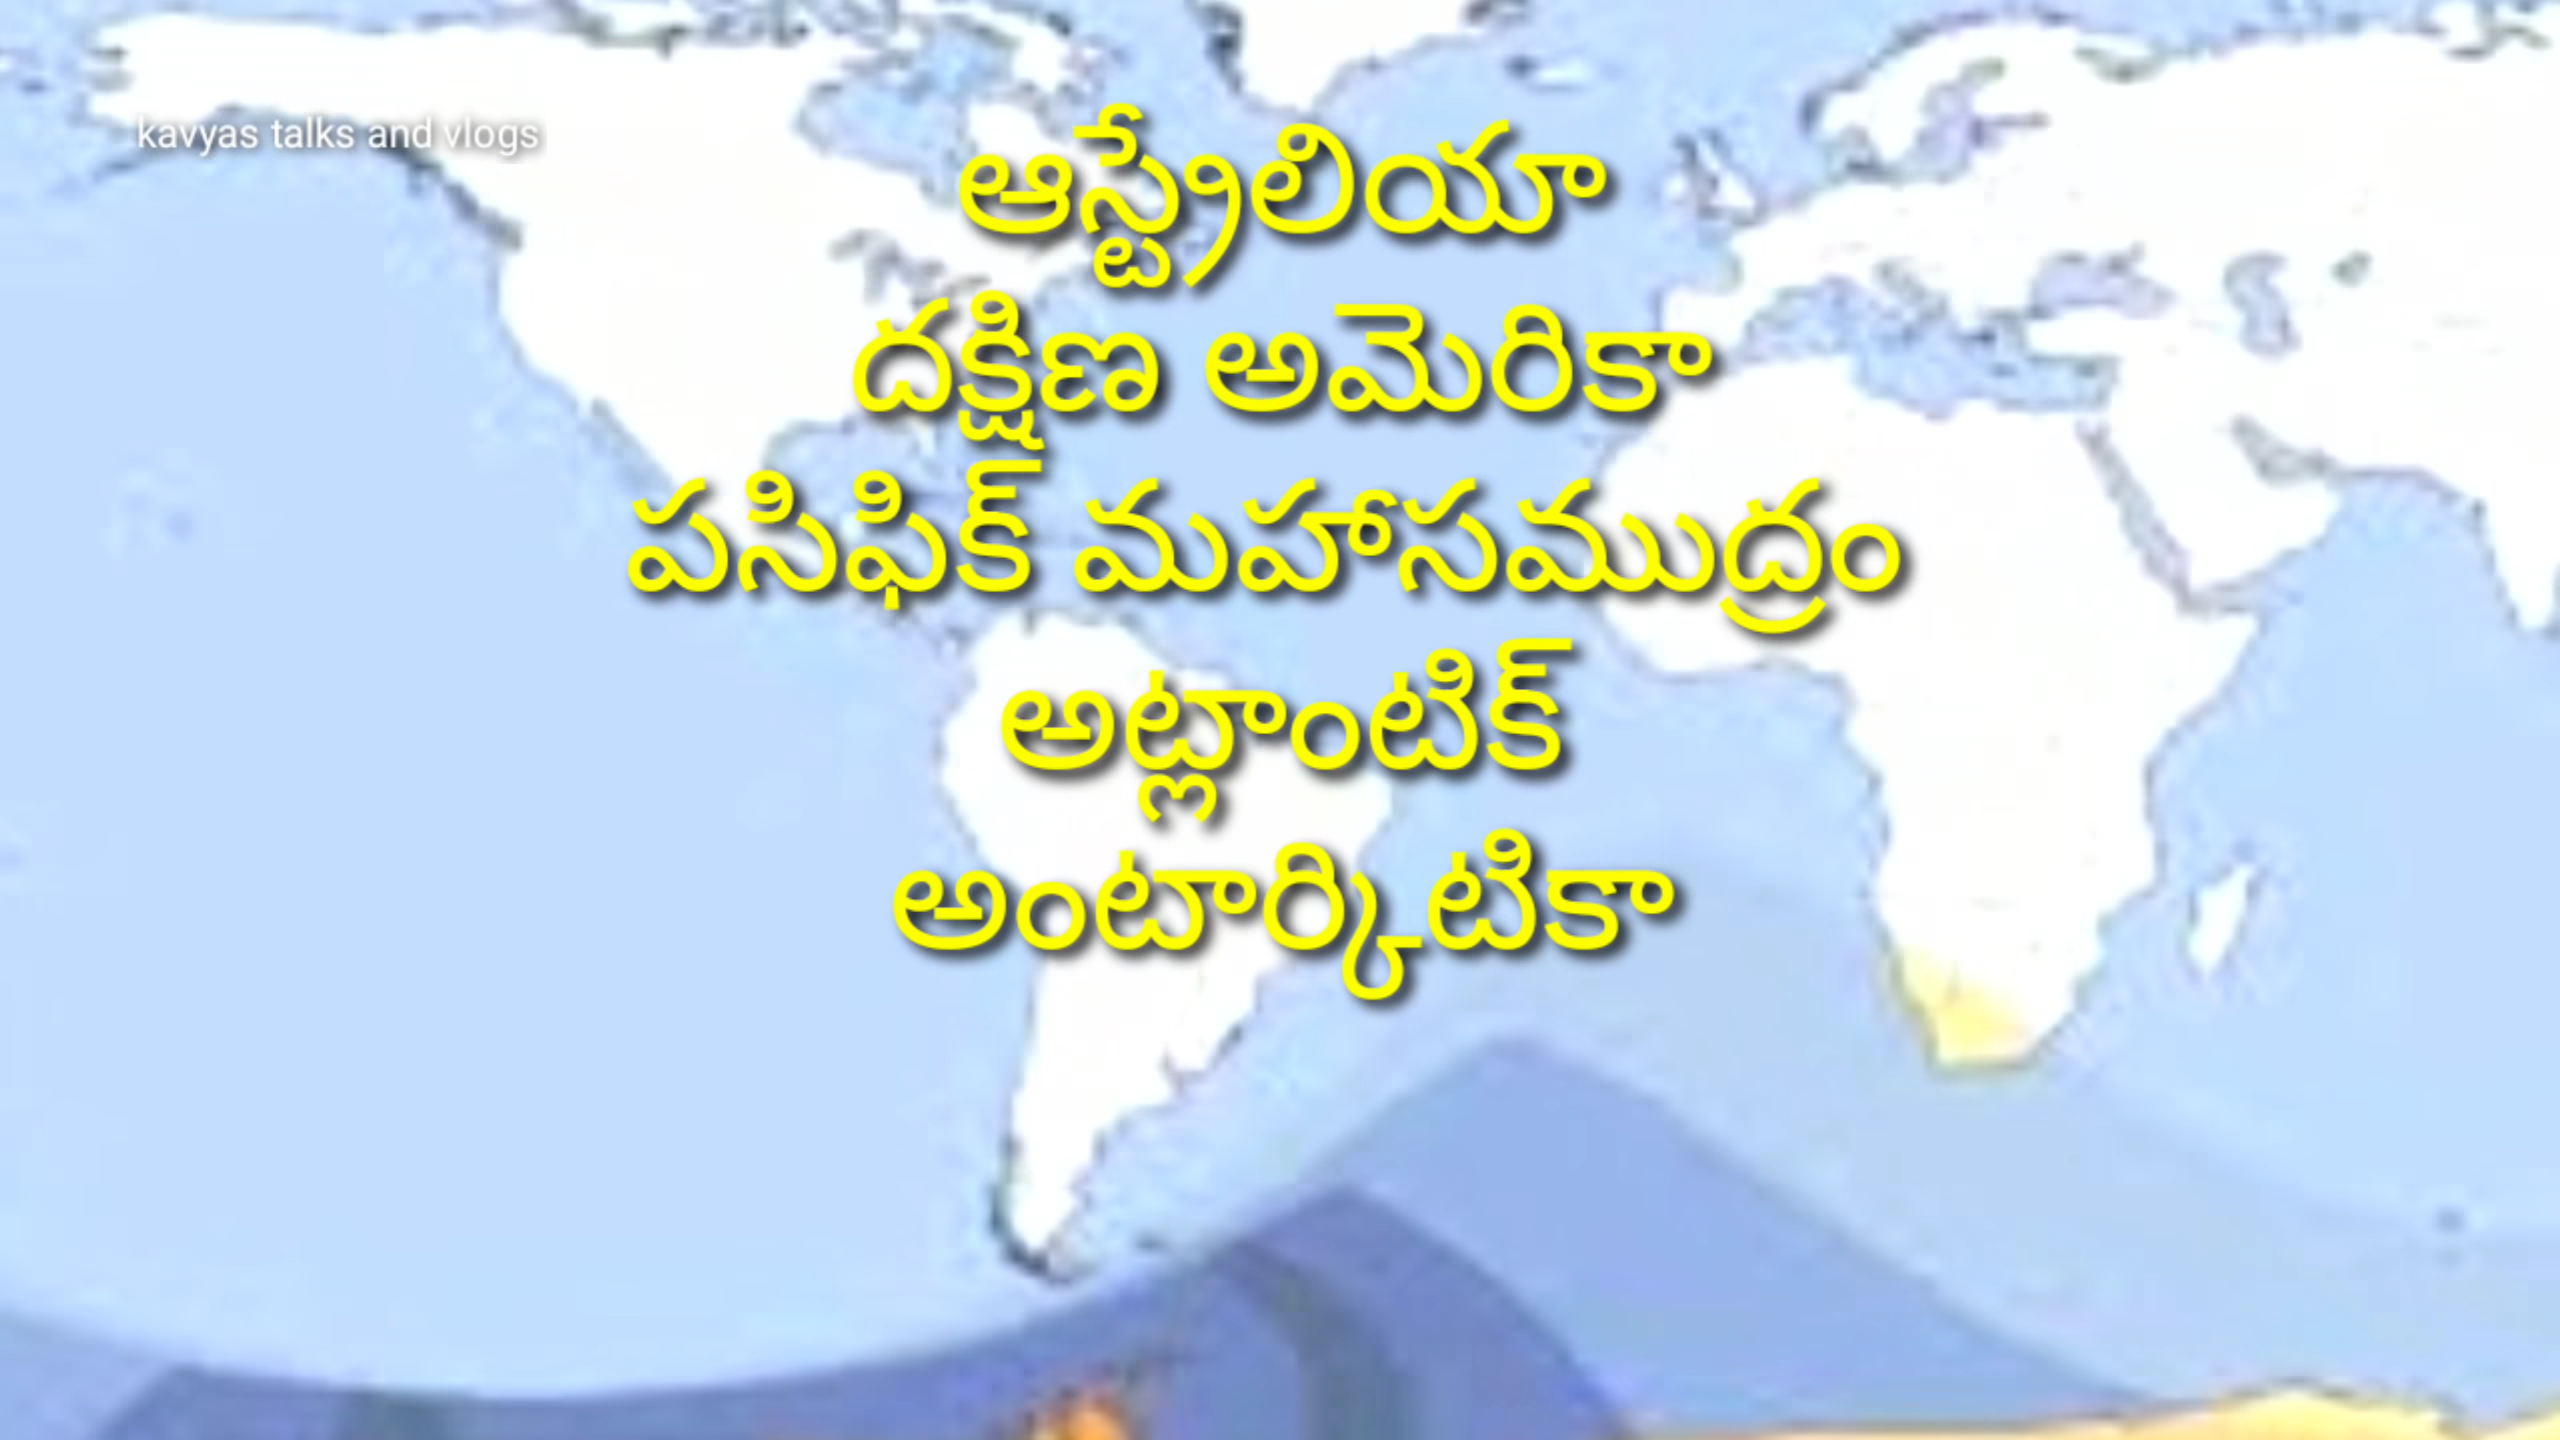 kavyas talks and vlogs
ఆస్ట్రేలియా
దక్షిణ అమెరికా
పసిఫిక్ మహాసముద్రం
అట్లాంటిక్
అంటార్కిటికా